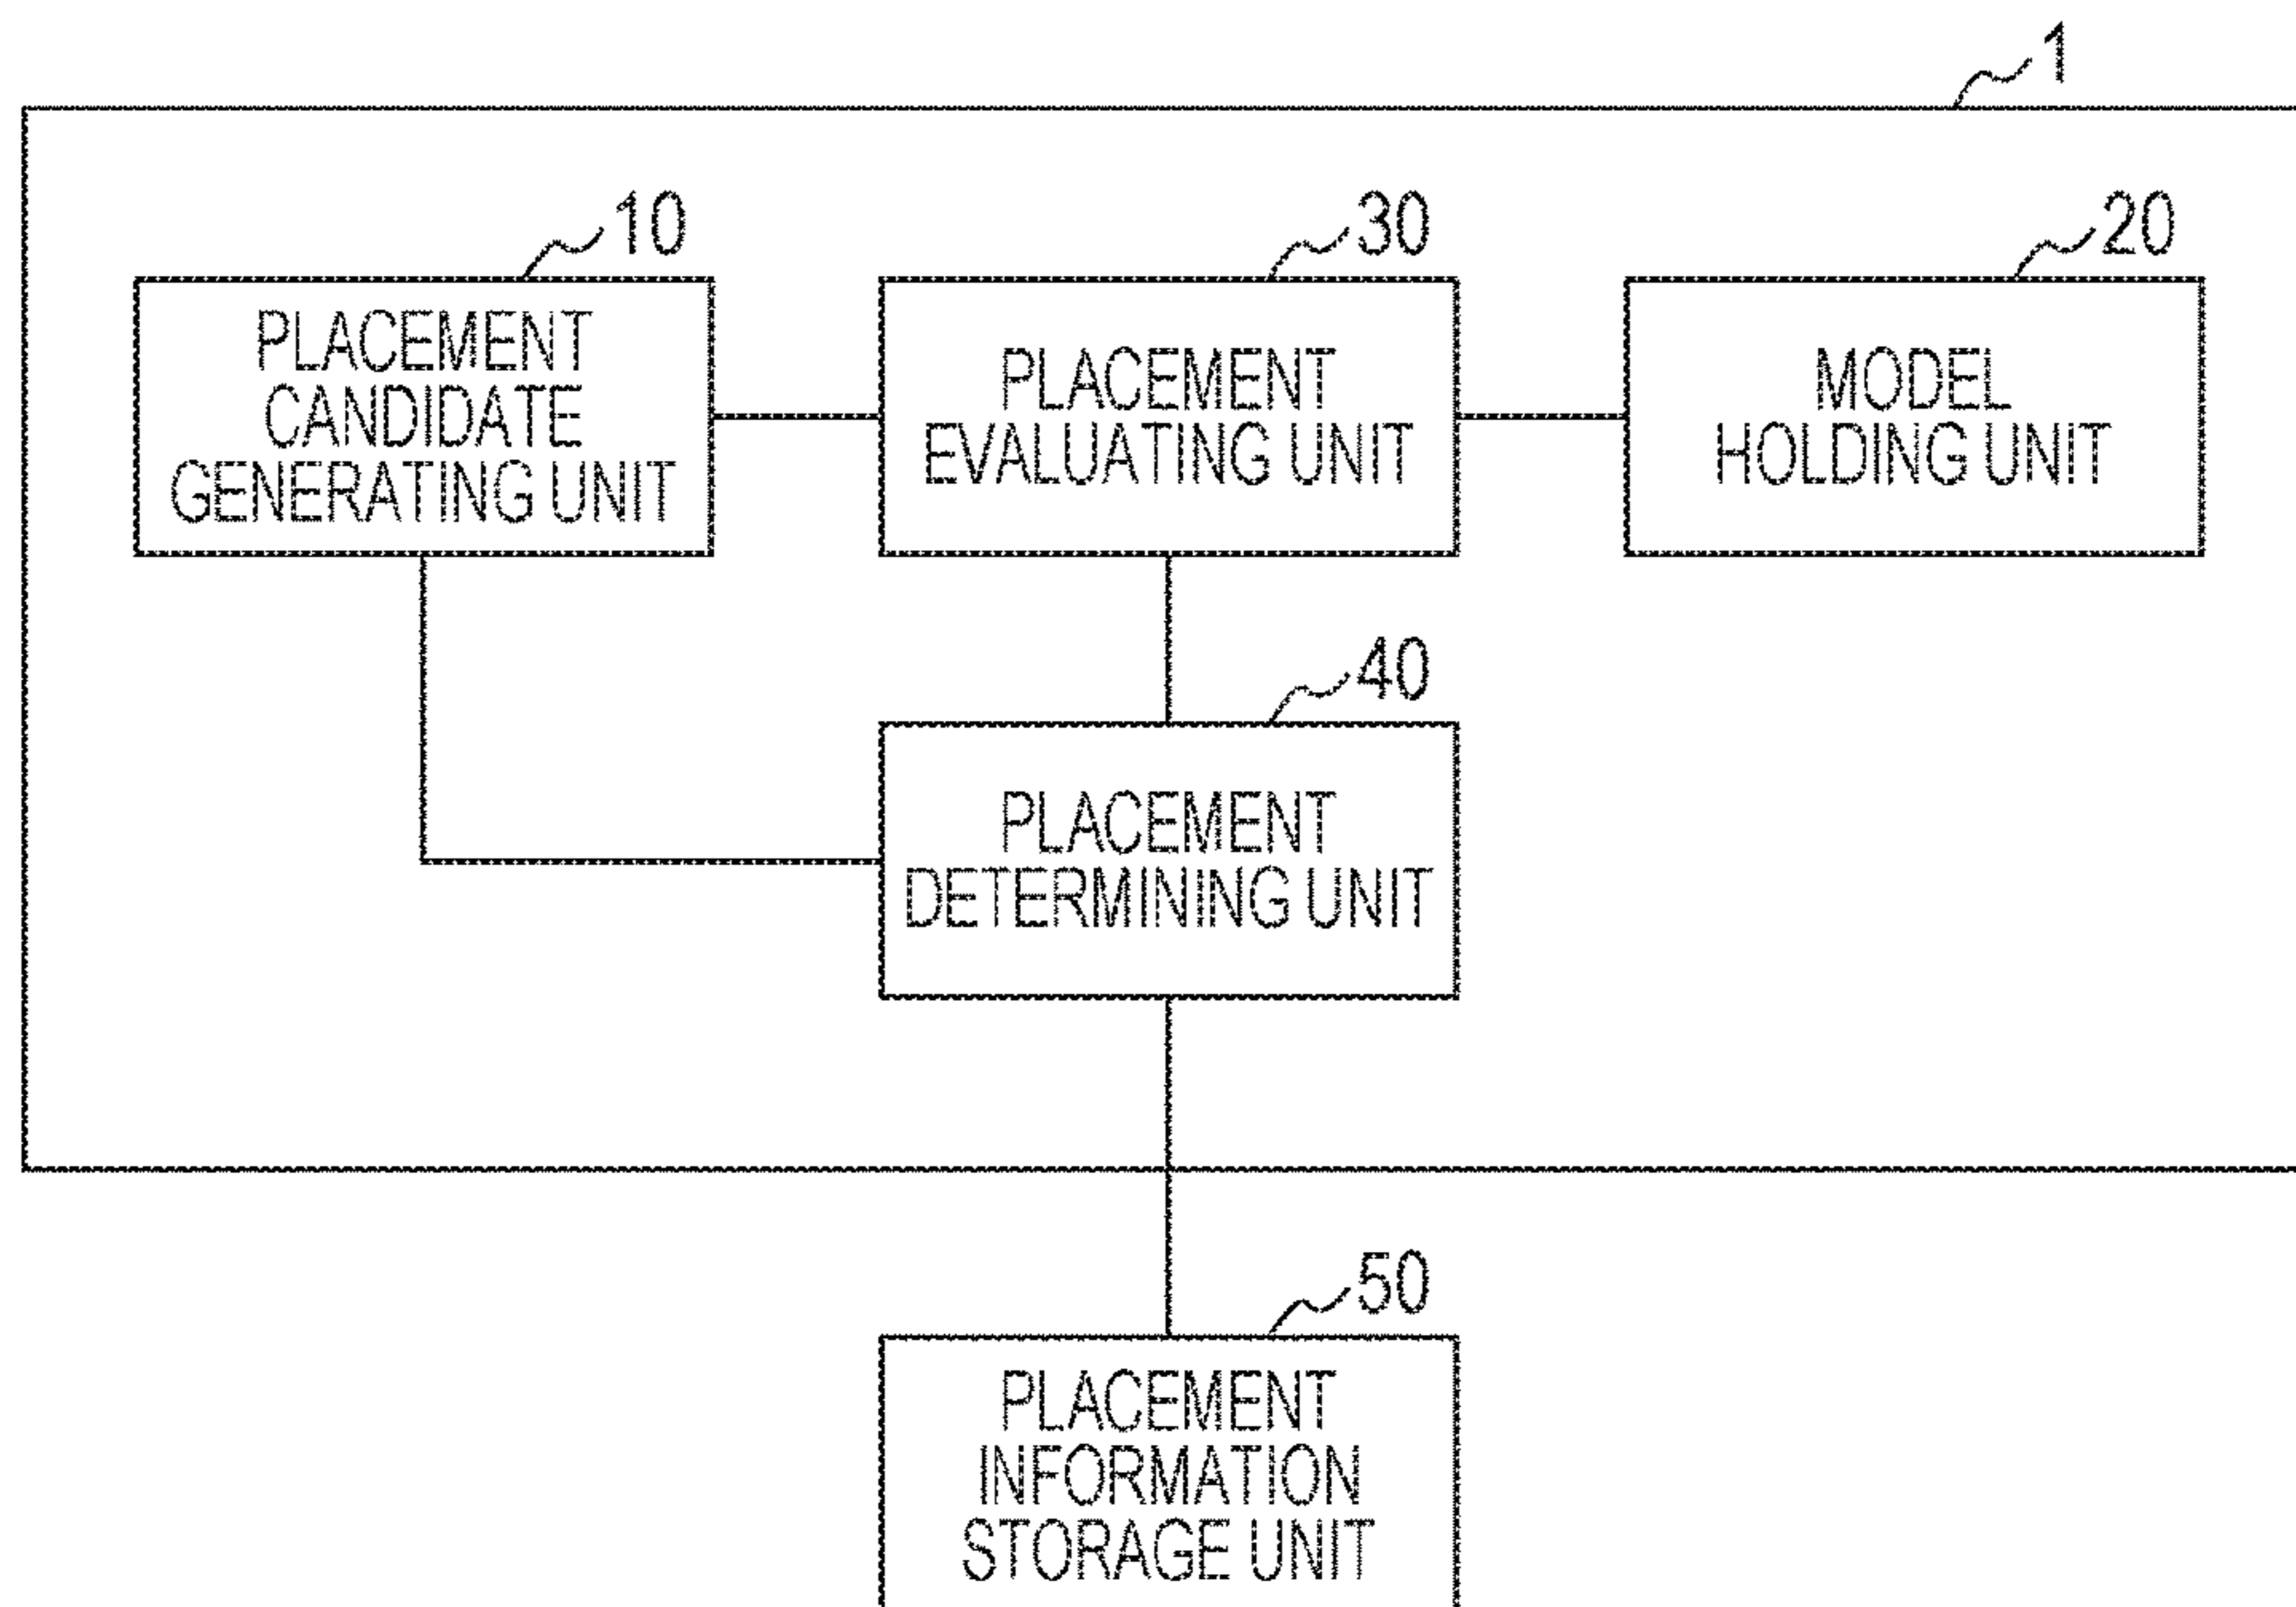 1
10
PLACEMENT
CANDIDATE
GENERATING UNIT
30
PLACEMENT
EVALUATING UNIT
20
MODEL
HOLDING UNIT
40
PLACEMENT
DETERMINING UNIT
50
PLACEMENT
INFORMATION
STORAGE UNIT